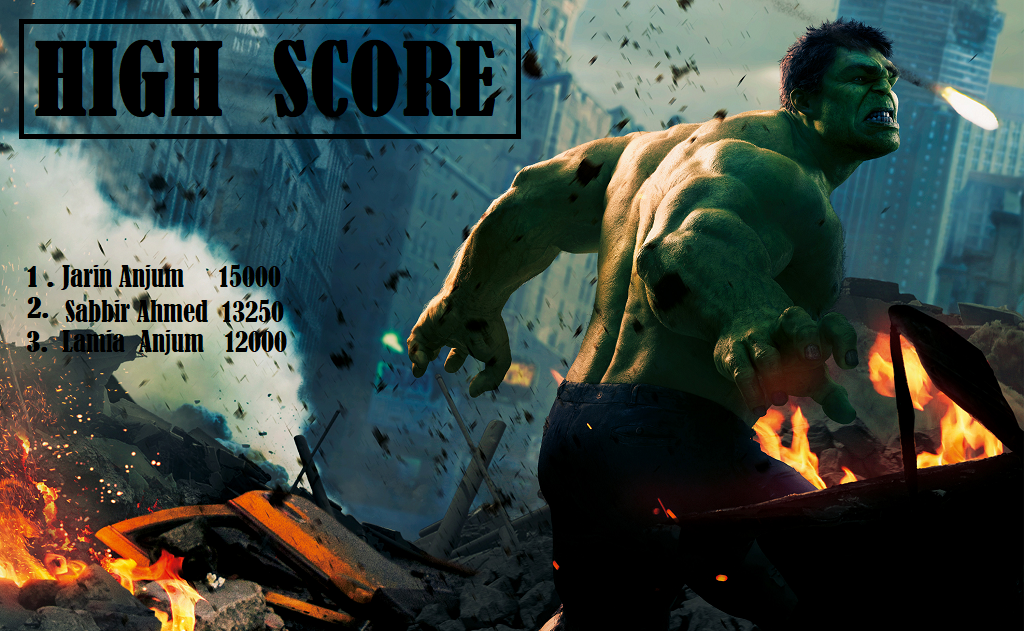 HIGH SCORE
1. Jarin Anjum 15000
2. Sabbir Ahmed 13250
3. Lamia Anjum 12000